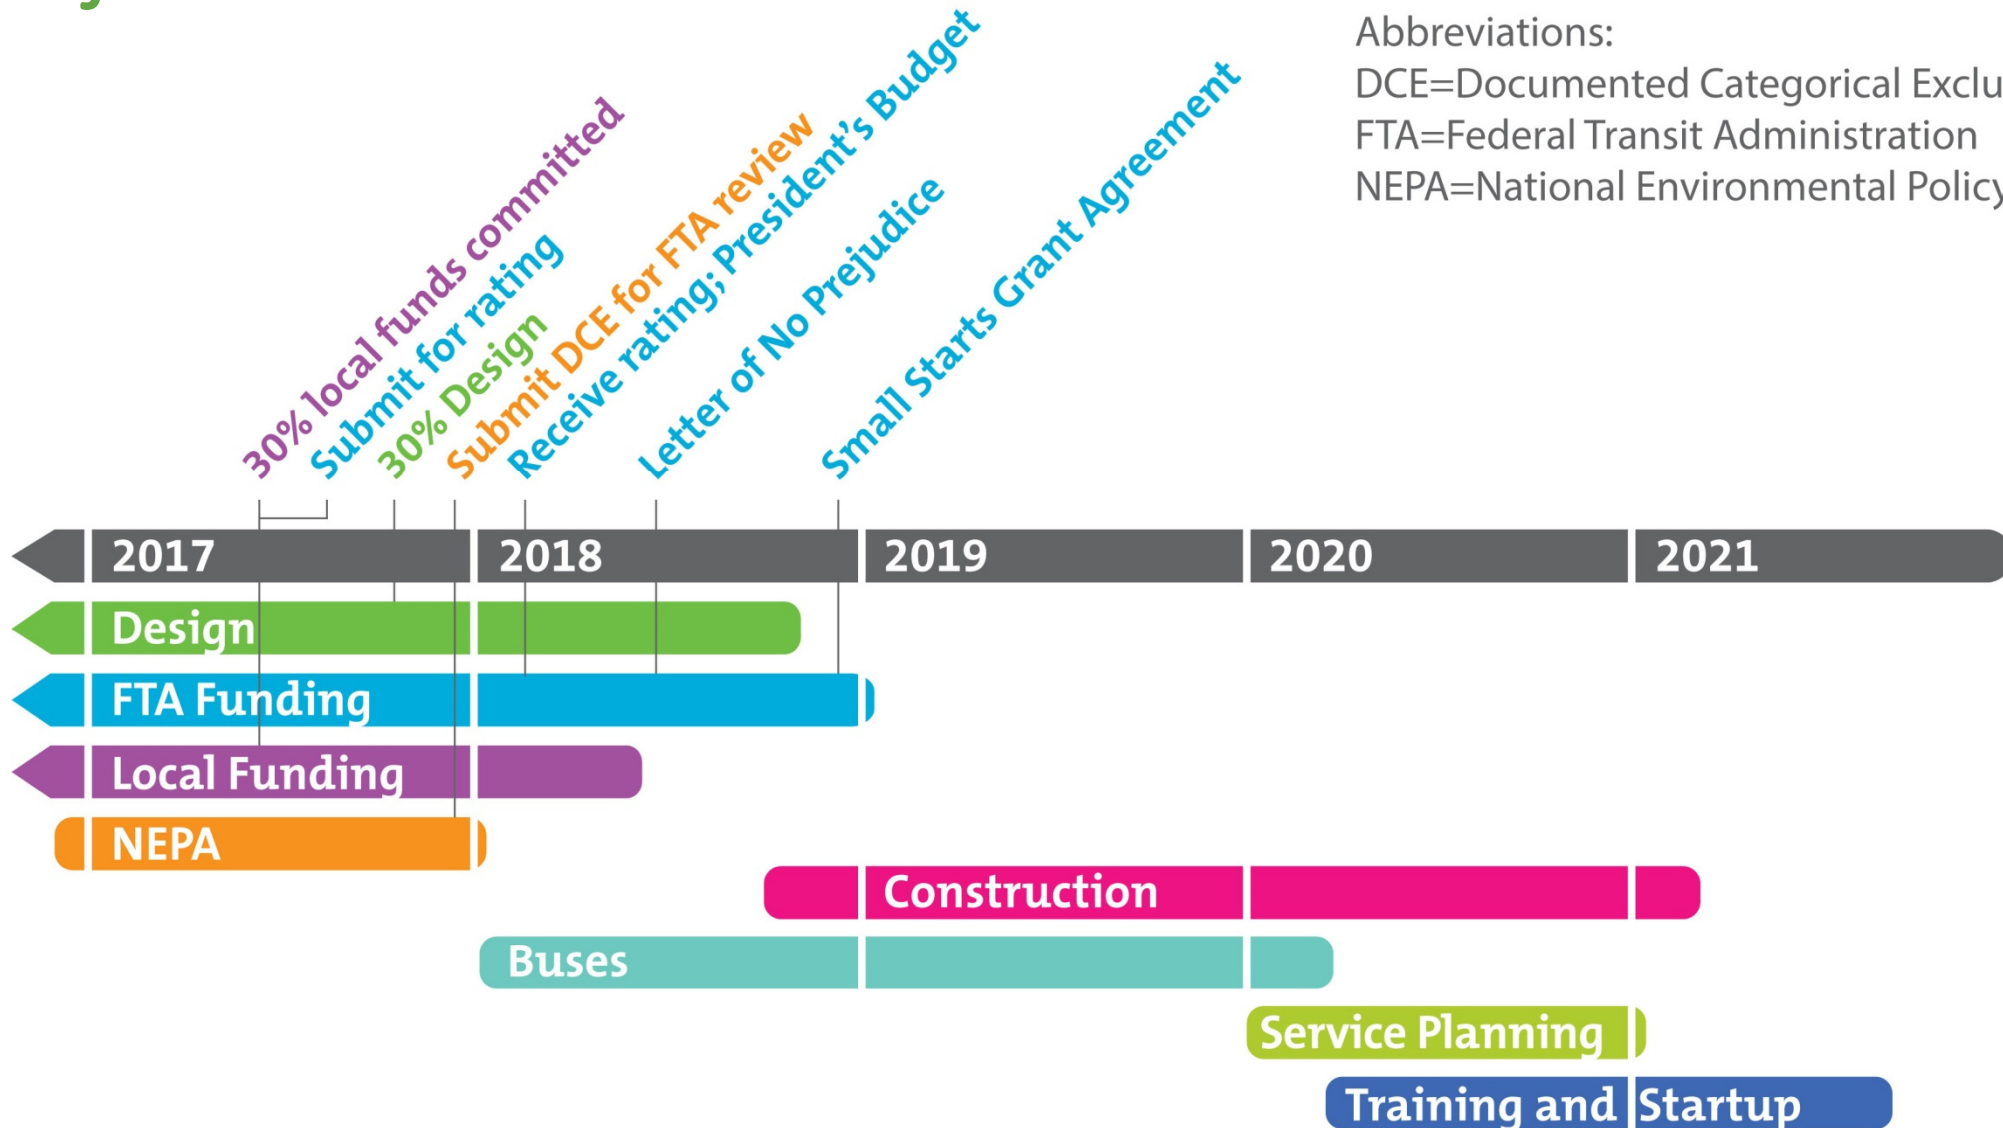 Abbreviations:
DCE=Documented Categorical Exclu
FTA=Federal Transit Administration
NEPA=National Environmental Policy
30% local funds committed
Submit for rating
30% Design
Submit DCE for FTA review
Receive rating; President’s Budget
Letter of No Prejudice
Small Starts Grant Agreement
2017 2018 2019 2020 2021
Design
FTA Funding
Local Funding
NEPA
Construction
Buses
Service Planning
Training and Startup